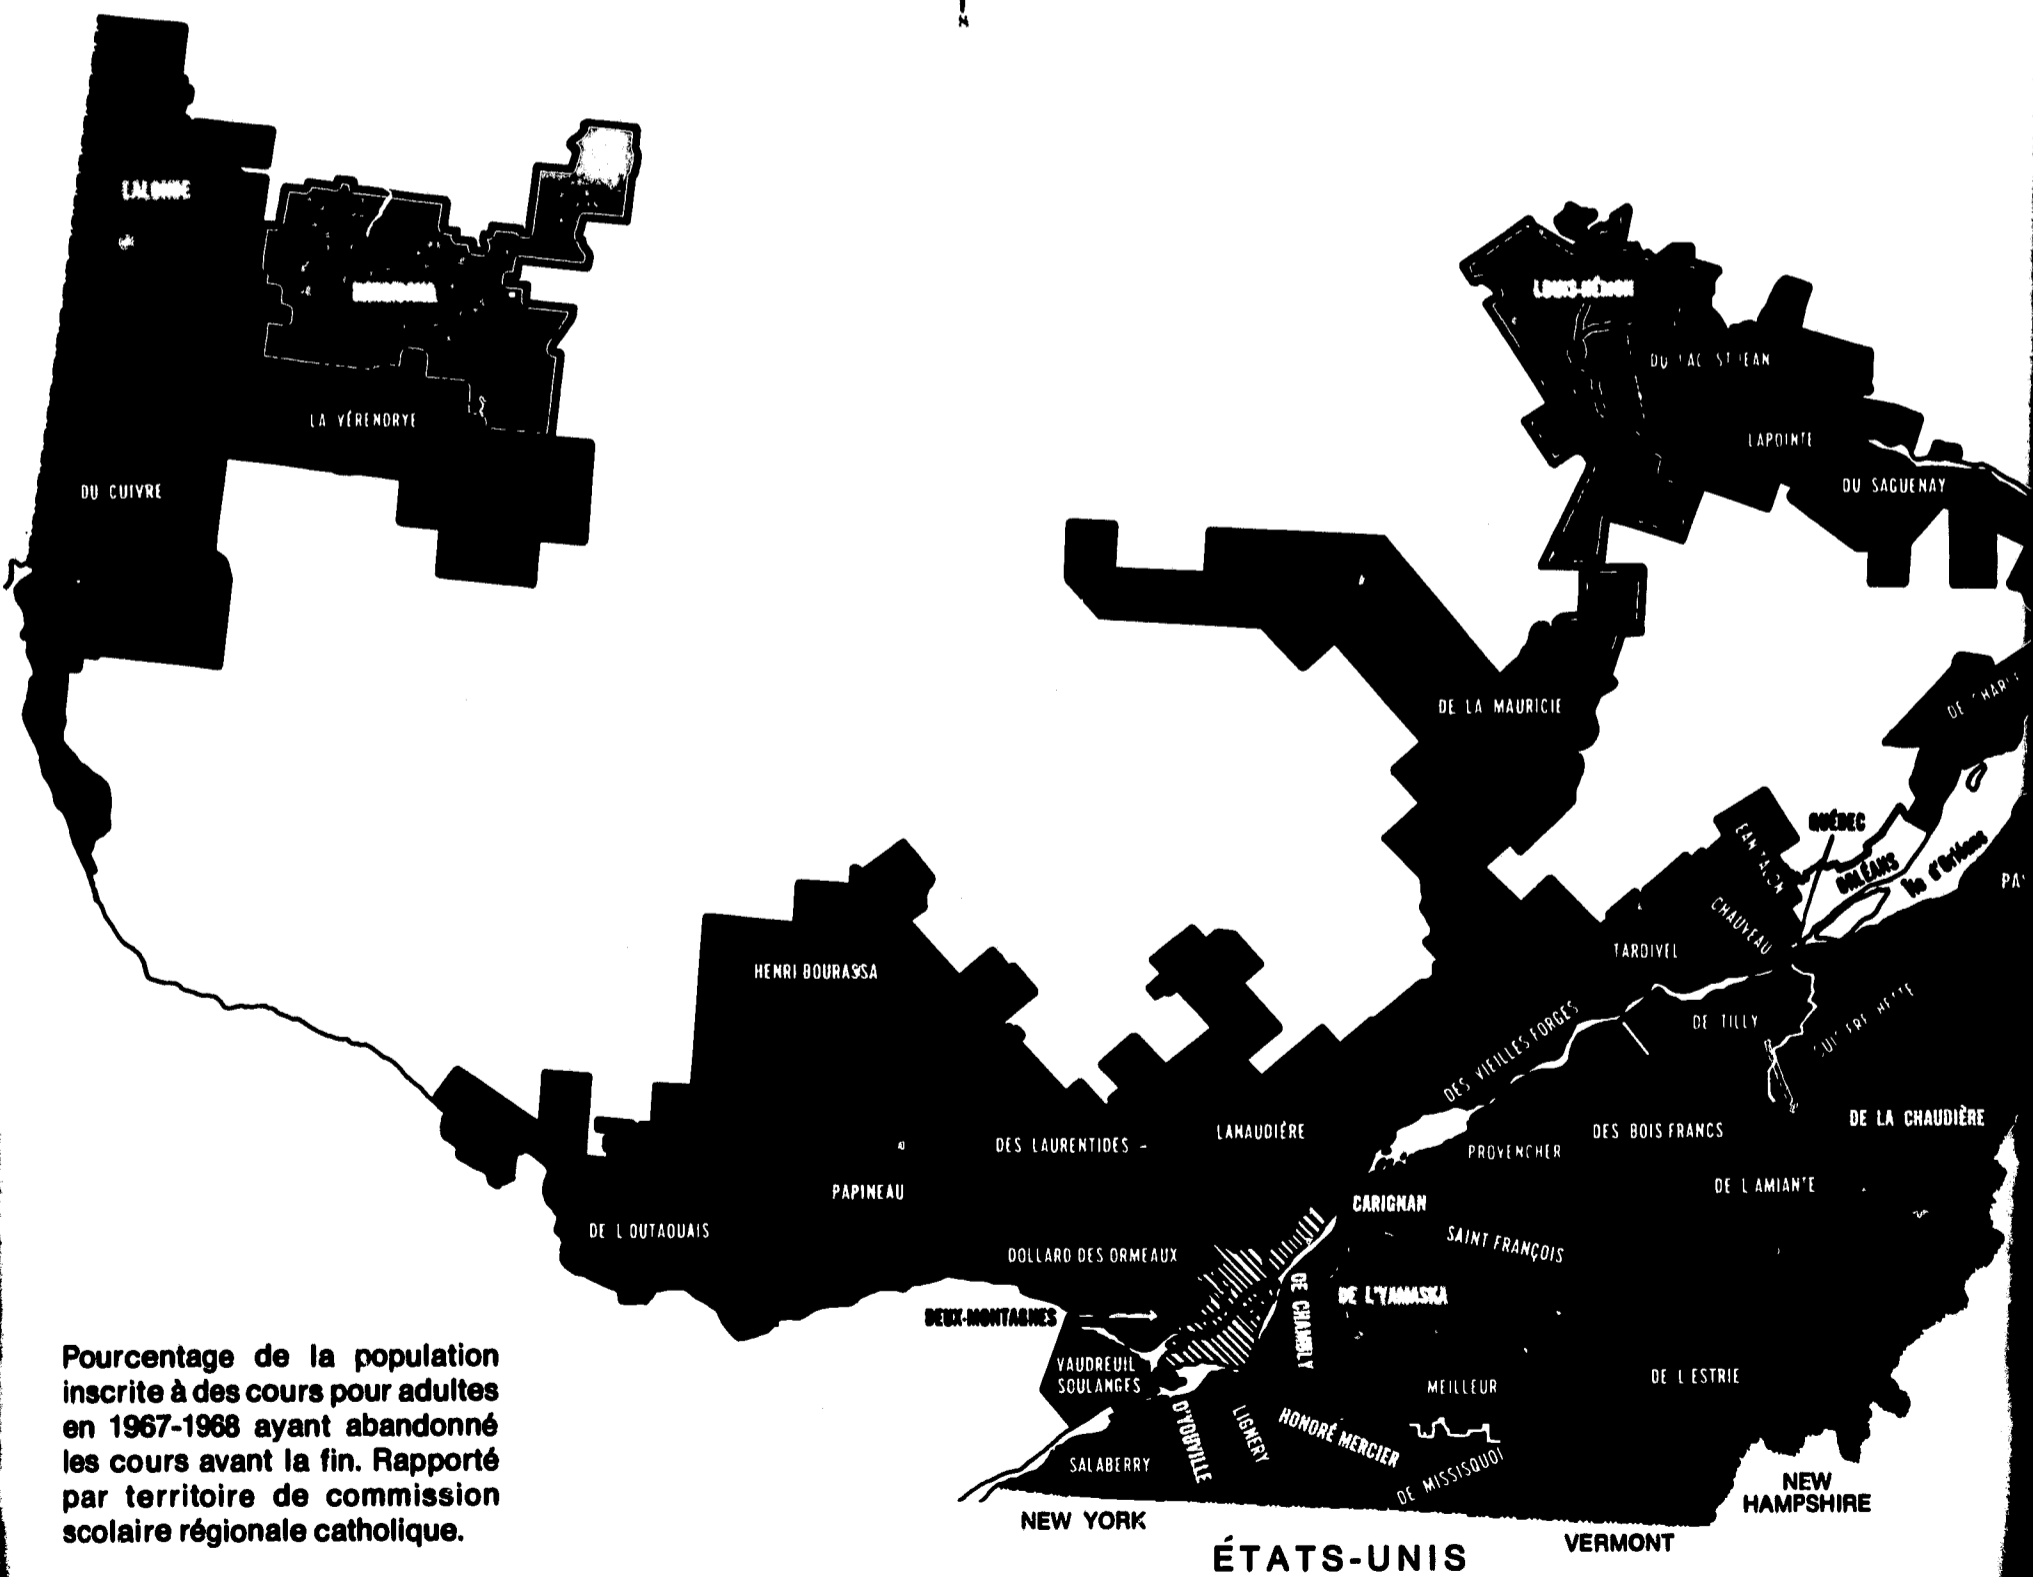 N
LALONDE
LOUIS-HÉMON
DU LAC ST JEAN
LA VÉRENDRYE
LAPOINTE
DU CUIVRE
DU SAGUENAY
DE LA MAURICIE
QUÉBEC
ORLÉANS
Ile d'Orléans
CHAUVEAU
TARDIVEL
HENRI BOURASSA
DES VIEILLES FORGES
DE TILLY
DE LA CHAUDIÈRE
DES LAURENTIDES
LANAUDIÈRE
PROVENCHER
DES BOIS FRANCS
DE L AMIANTE
PAPINEAU
CARIGNAN
DE L OUTAOUAIS
DOLLARD DES ORMEAUX
SAINT FRANÇOIS
DE CHAMBLY
DE L'YAMASKA
DEUX-MONTAGNES
VAUDREUIL
SOULANGES
MEILLEUR
DE L ESTRIE
D'YOUVILLE
LIGNERY
HONORÉ MERCIER
SALABERRY
DE MISSISQUOI
Pourcentage de la population
inscrite à des cours pour adultes
en 1967-1968 ayant abandonné
les cours avant la fin. Rapporté
par territoire de commission
scolaire régionale catholique.
NEW YORK
ÉTATS-UNIS
VERMONT
NEW
HAMPSHIRE